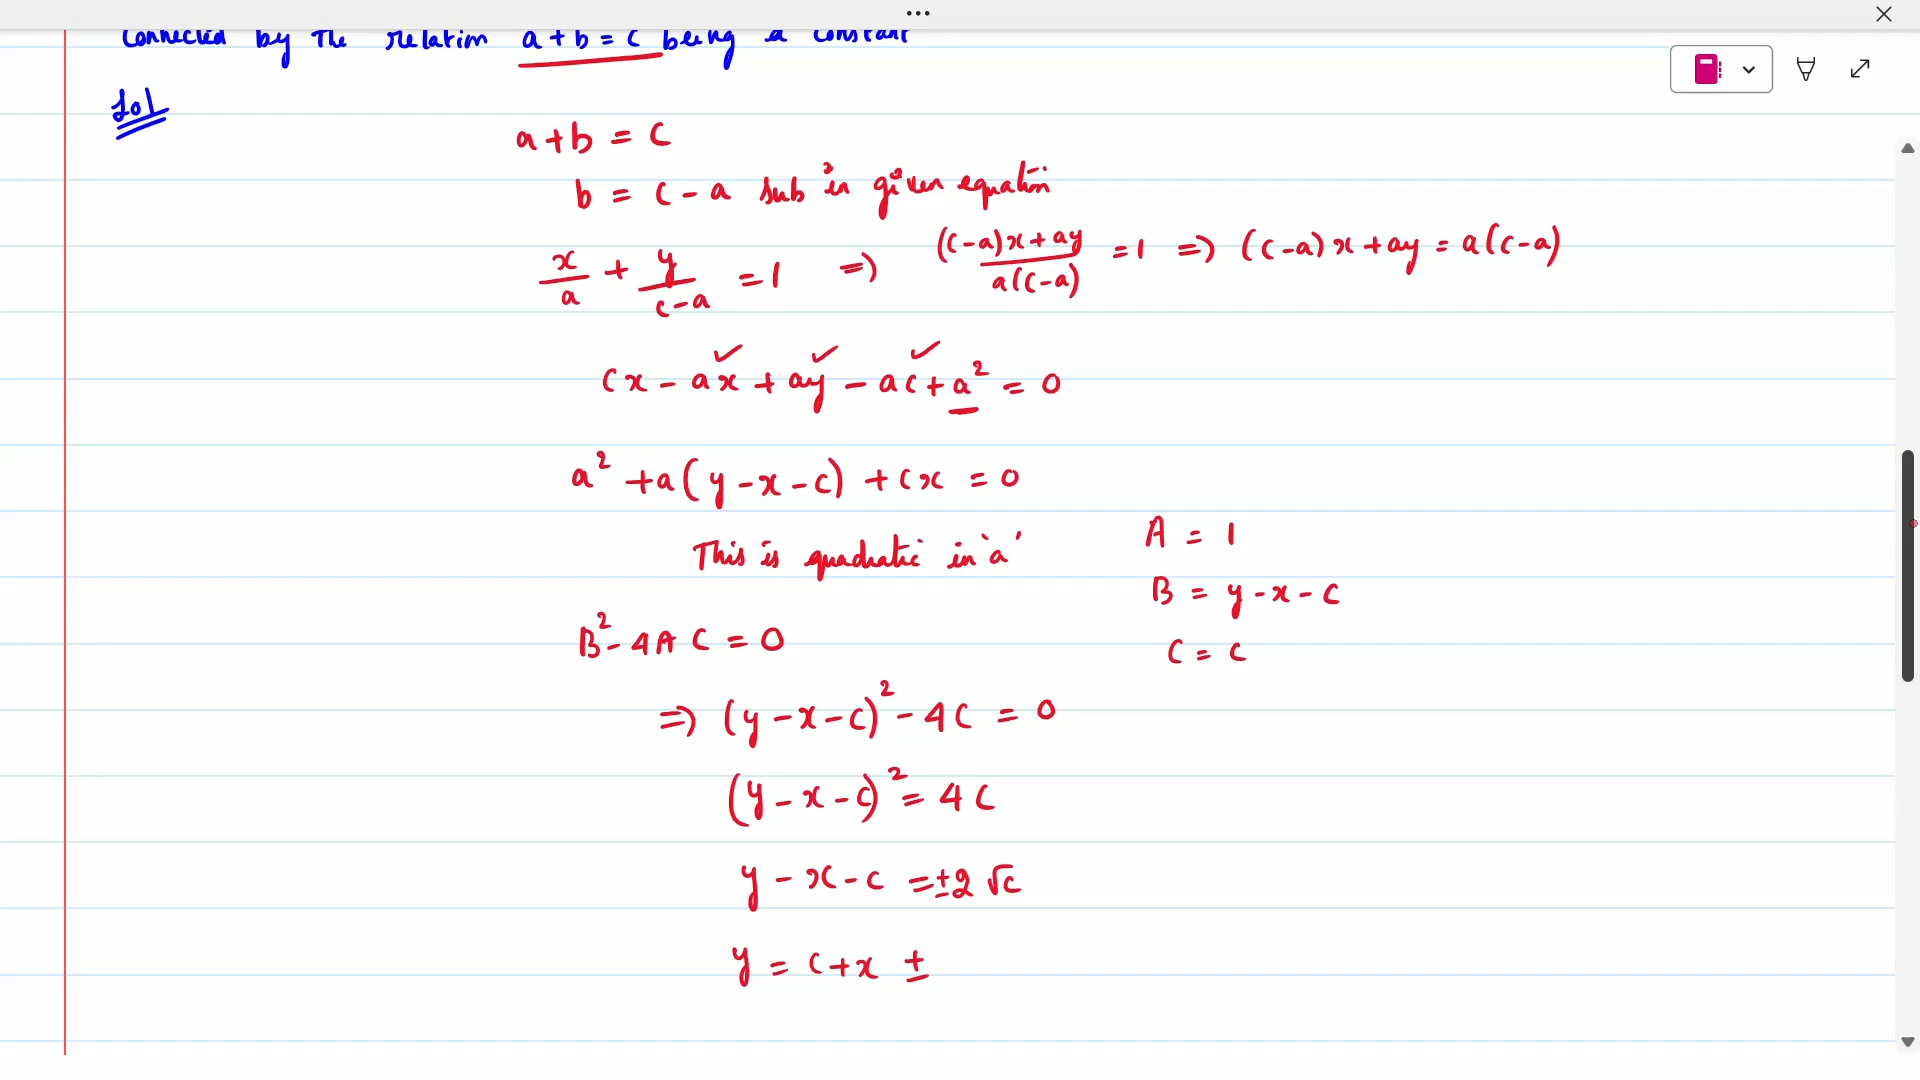 connected by the relation a+b=c being a constant
Sol
a+b = c
b = c-a sub in given equation
x/a + y/c-a = 1 => (c-a)x+ay/a(c-a) = 1 => (c-a)x+ay = a(c-a)
cx - ax + ay - ac + a² = 0
a² + a(y-x-c) + cx = 0
This is quadratic in 'a'
A = 1
B = y-x-c
C = c
B²-4AC = 0
=> (y-x-c)² - 4c = 0
(y-x-c)² = 4c
y-x-c = ±2√c
y = c+x ±